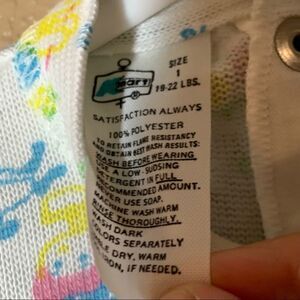 Kmart ®
SIZE
1
19-22 LBS.
SATISFACTION ALWAYS
100% POLYESTER
TO RETAIN FLAME RESISTANCY
AND OBTAIN BEST WASH RESULTS:
WASH BEFORE WEARING
USE A LOW-SUDSING
DETERGENT IN FULL
RECOMMENDED AMOUNT.
NEVER USE SOAP.
MACHINE WASH WARM
RINSE THOROUGHLY.
WASH DARK
COLORS SEPARATELY
DRY, WARM
IRON, IF NEEDED.